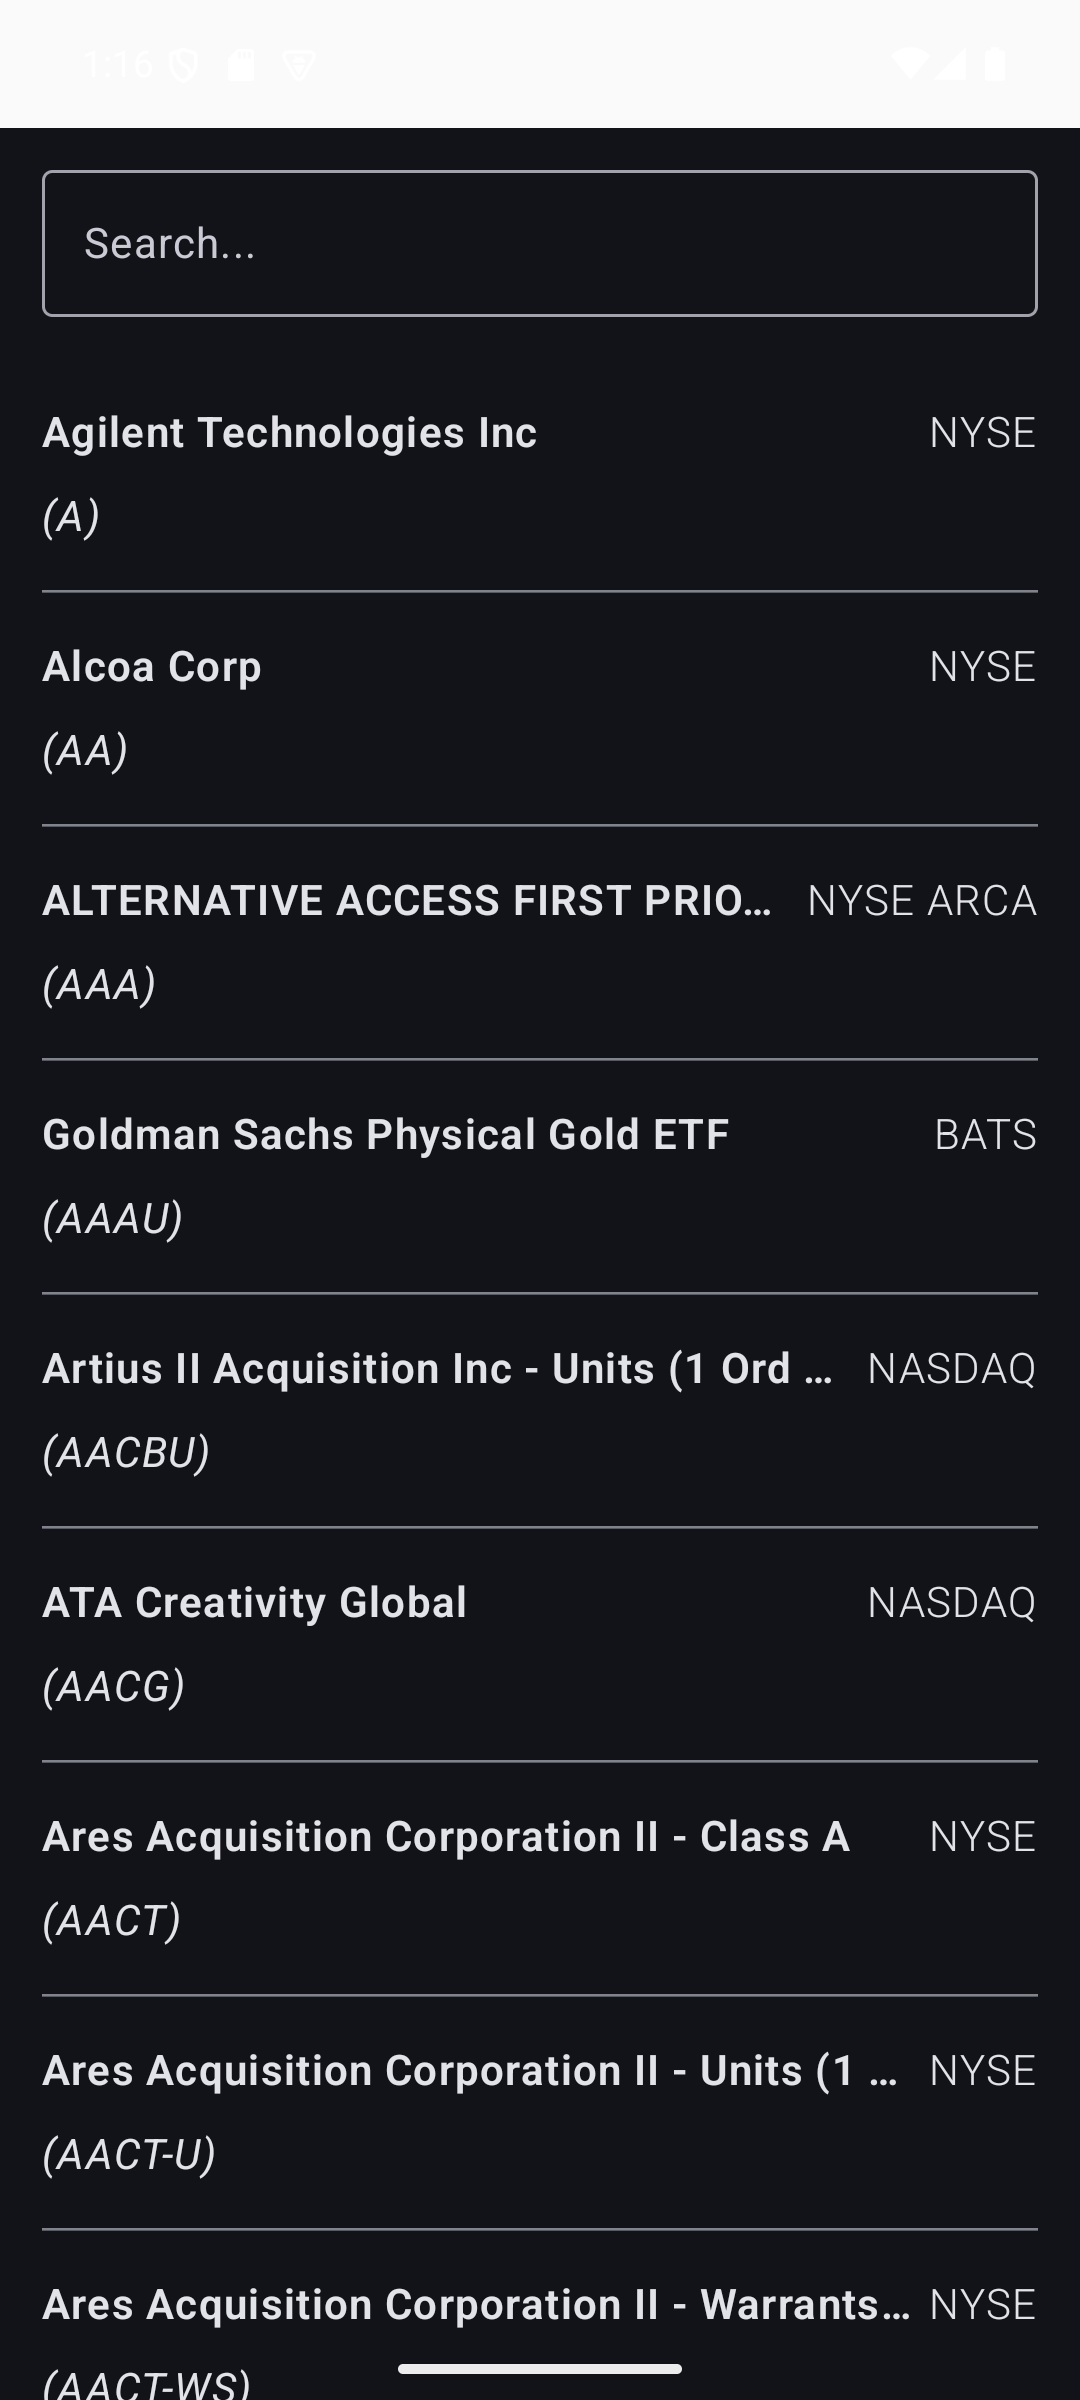 1:16
Search...
Agilent Technologies Inc NYSE
(A)
Alcoa Corp NYSE
(AA)
ALTERNATIVE ACCESS FIRST PRIO... NYSE ARCA
(AAA)
Goldman Sachs Physical Gold ETF BATS
(AAAU)
Artius II Acquisition Inc - Units (1 Ord ... NASDAQ
(AACBU)
ATA Creativity Global NASDAQ
(AACG)
Ares Acquisition Corporation II - Class A NYSE
(AACT)
Ares Acquisition Corporation II - Units (1 ... NYSE
(AACT-U)
Ares Acquisition Corporation II - Warrants... NYSE
(AACT-WS)